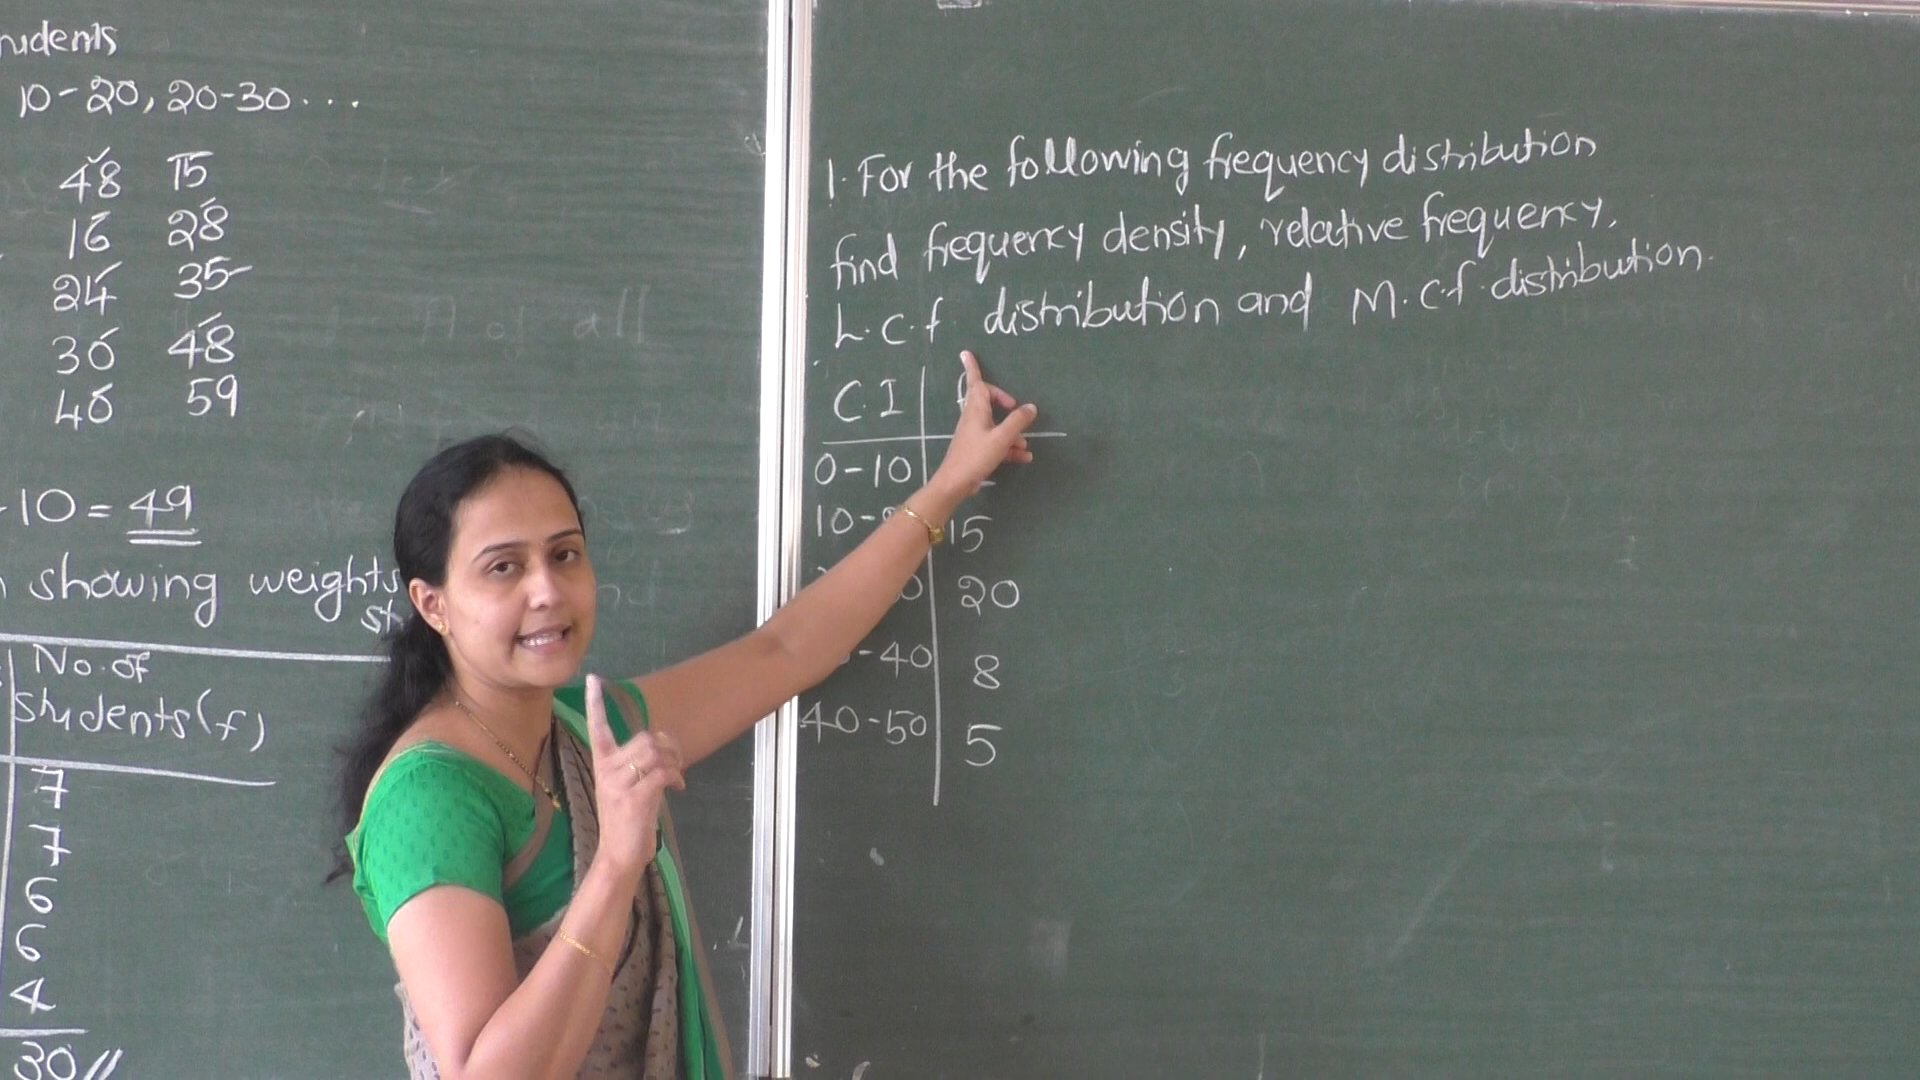 10-20, 20-30...
48 15
16 28
24 35
36 48
46 59
-10 = 49
showing weights
No. of
students (f)
7
7
6
6
4
30//
1. For the following frequency distribution
find frequency density, relative frequency,
L.C.f. distribution and M.C.f. distribution.
C.I f
0-10
10- 15
20
-40 8
40-50 5